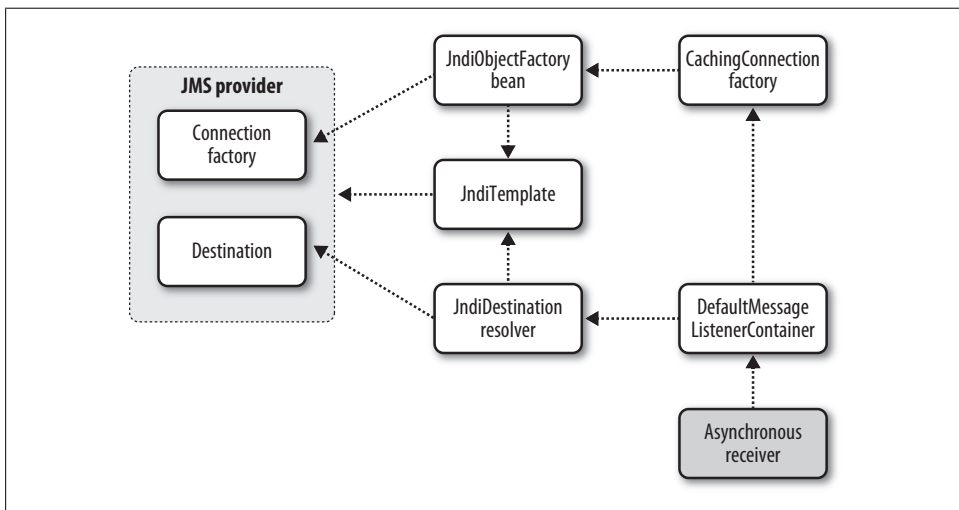 JMS provider
Connection
factory
Destination
JndiObjectFactory
bean
JndiTemplate
JndiDestination
resolver
CachingConnection
factory
DefaultMessage
ListenerContainer
Asynchronous
receiver